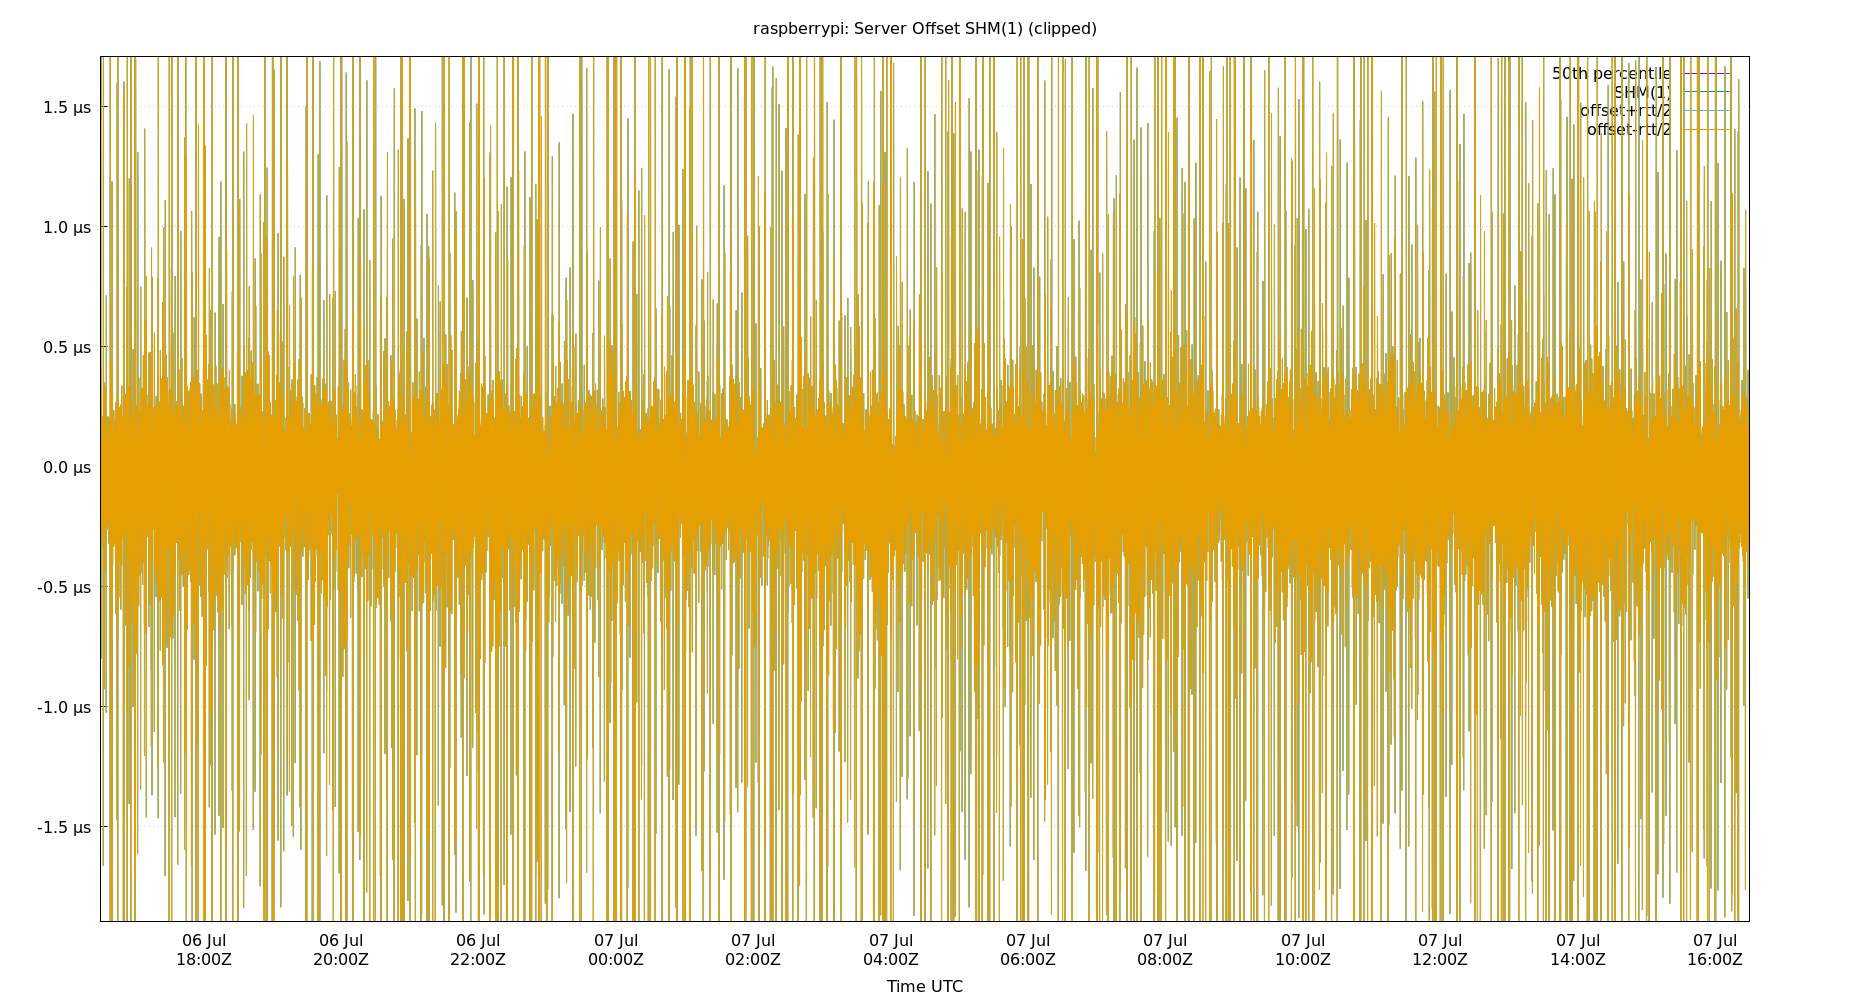 raspberrypi: Server Offset SHM(1) (clipped)
50th percentile
SHM(1)
offset+rtt/2
offset-rtt/2
1.5 µs
1.0 µs
0.5 µs
0.0 µs
-0.5 µs
-1.0 µs
-1.5 µs
06 Jul 06 Jul 06 Jul 07 Jul 07 Jul 07 Jul 07 Jul 07 Jul 07 Jul 07 Jul 07 Jul 07 Jul
18:00Z 20:00Z 22:00Z 00:00Z 02:00Z 04:00Z 06:00Z 08:00Z 10:00Z 12:00Z 14:00Z 16:00Z
Time UTC